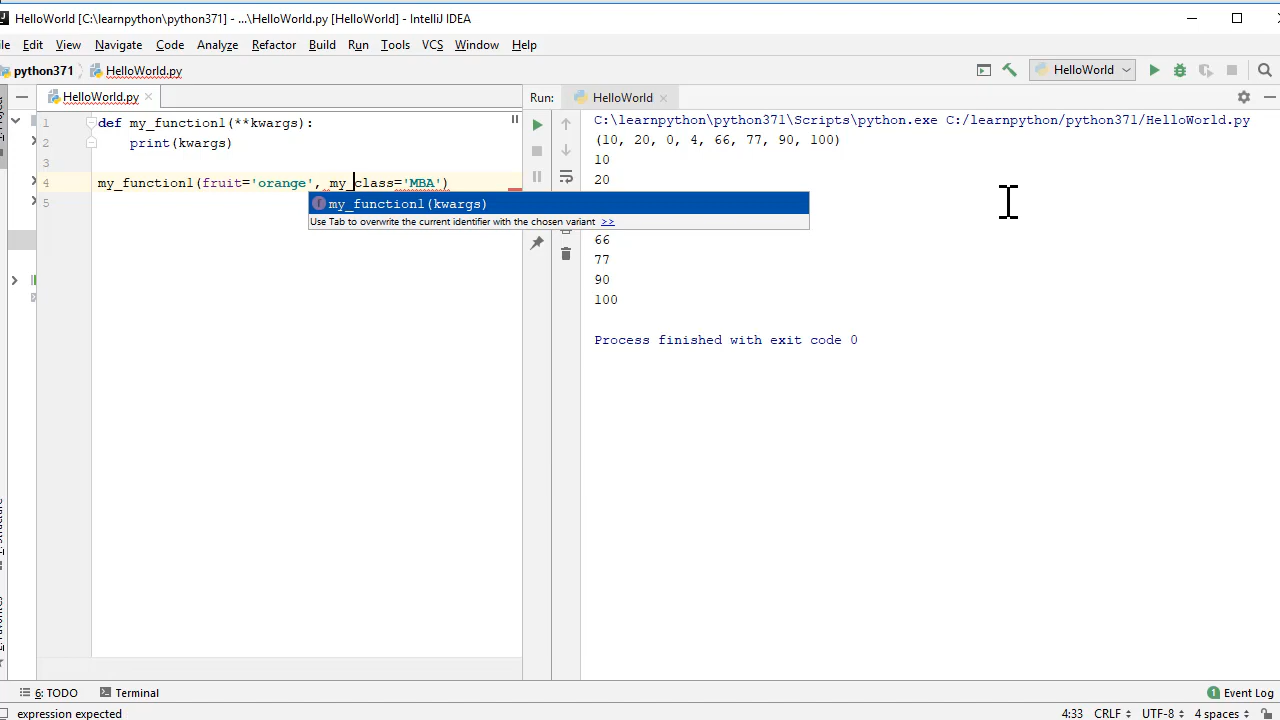 HelloWorld [C:\learnpython\python371] - ...\HelloWorld.py [HelloWorld] - IntelliJ IDEA
Edit View Navigate Code Analyze Refactor Build Run Tools VCS Window Help
python371 HelloWorld.py HelloWorld
HelloWorld.py Run: HelloWorld
1 def my_function1(**kwargs):
2 print(kwargs)
3
4 my_function1(fruit='orange', my_class='MBA')
5
my_function1(kwargs)
Use Tab to overwrite the current identifier with the chosen variant >>
C:\learnpython\python371\Scripts\python.exe C:/learnpython/python371/HelloWorld.py
(10, 20, 0, 4, 66, 77, 90, 100)
10
20
66
77
90
100
Process finished with exit code 0
6: TODO Terminal 1 Event Log
expression expected 4:33 CRLF UTF-8 4 spaces